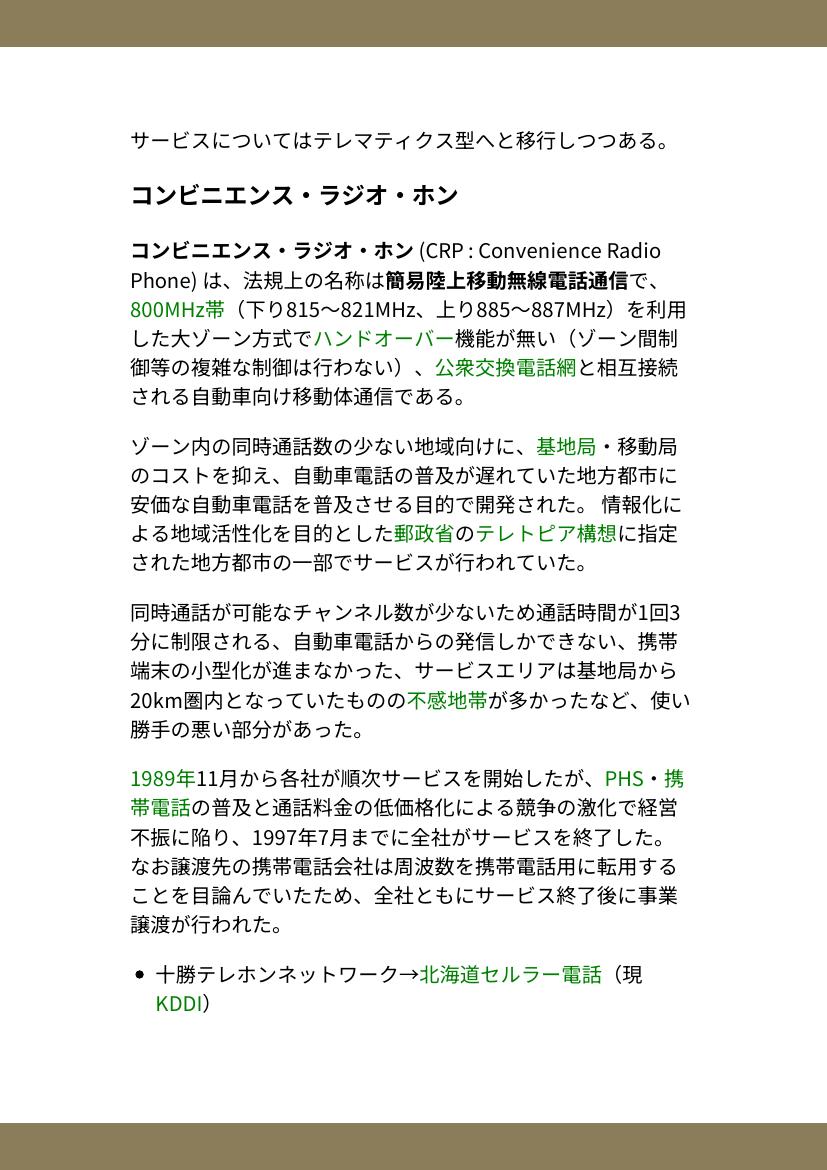 サービスについてはテレマティクス型へと移行しつつある。
コンビニエンス・ラジオ・ホン
コンビニエンス・ラジオ・ホン (CRP : Convenience Radio
Phone) は、法規上の名称は簡易陸上移動無線電話通信で、
800MHz帯（下り815〜821MHz、上り885〜887MHz）を利用
した大ゾーン方式でハンドオーバー機能が無い（ゾーン間制
御等の複雑な制御は行わない）、公衆交換電話網と相互接続
される自動車向け移動体通信である。
ゾーン内の同時通話数の少ない地域向けに、基地局・移動局
のコストを抑え、自動車電話の普及が遅れていた地方都市に
安価な自動車電話を普及させる目的で開発された。 情報化に
よる地域活性化を目的とした郵政省のテレトピア構想に指定
された地方都市の一部でサービスが行われていた。
同時通話が可能なチャンネル数が少ないため通話時間が1回3
分に制限される、自動車電話からの発信しかできない、携帯
端末の小型化が進まなかった、サービスエリアは基地局から
20km圏内となっていたものの不感地帯が多かったなど、使い
勝手の悪い部分があった。
1989年11月から各社が順次サービスを開始したが、PHS・携
帯電話の普及と通話料金の低価格化による競争の激化で経営
不振に陥り、1997年7月までに全社がサービスを終了した。
なお譲渡先の携帯電話会社は周波数を携帯電話用に転用する
ことを目論んでいたため、全社ともにサービス終了後に事業
譲渡が行われた。
• 十勝テレホンネットワーク→北海道セルラー電話（現
KDDI）